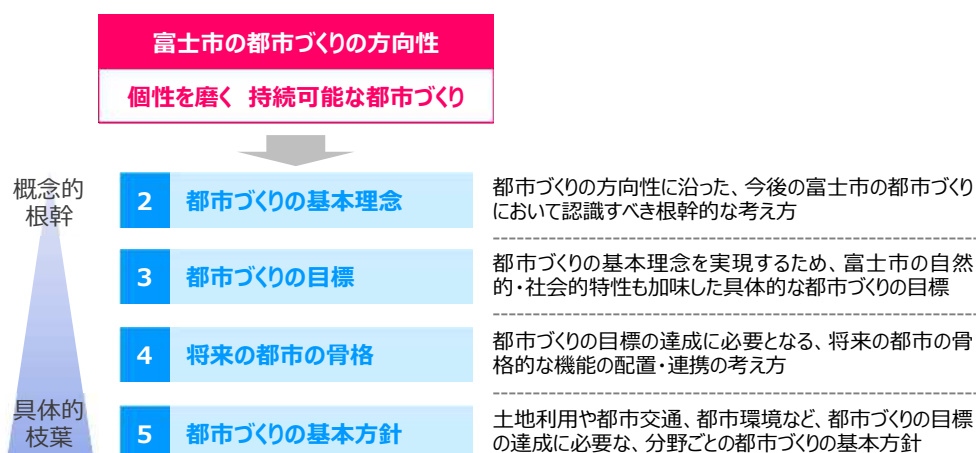 富士市の都市づくりの方向性
個性を磨く 持続可能な都市づくり
概念的
根幹
2 都市づくりの基本理念
都市づくりの方向性に沿った、今後の富士市の都市づくり
において認識すべき根幹的な考え方
3 都市づくりの目標
都市づくりの基本理念を実現するため、富士市の自然
的・社会的特性も加味した具体的な都市づくりの目標
4 将来の都市の骨格
都市づくりの目標の達成に必要となる、将来の都市の骨
格的な機能の配置・連携の考え方
具体的
枝葉
5 都市づくりの基本方針
土地利用や都市交通、都市環境など、都市づくりの目標
の達成に必要な、分野ごとの都市づくりの基本方針